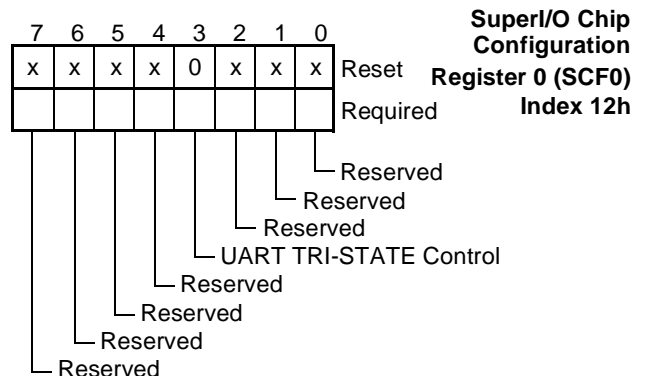 SuperI/O Chip
Configuration
Register 0 (SCF0)
Index 12h
7 6 5 4 3 2 1 0
x x x x 0 x x x Reset
Required
Reserved
Reserved
Reserved
UART TRI-STATE Control
Reserved
Reserved
Reserved
Reserved